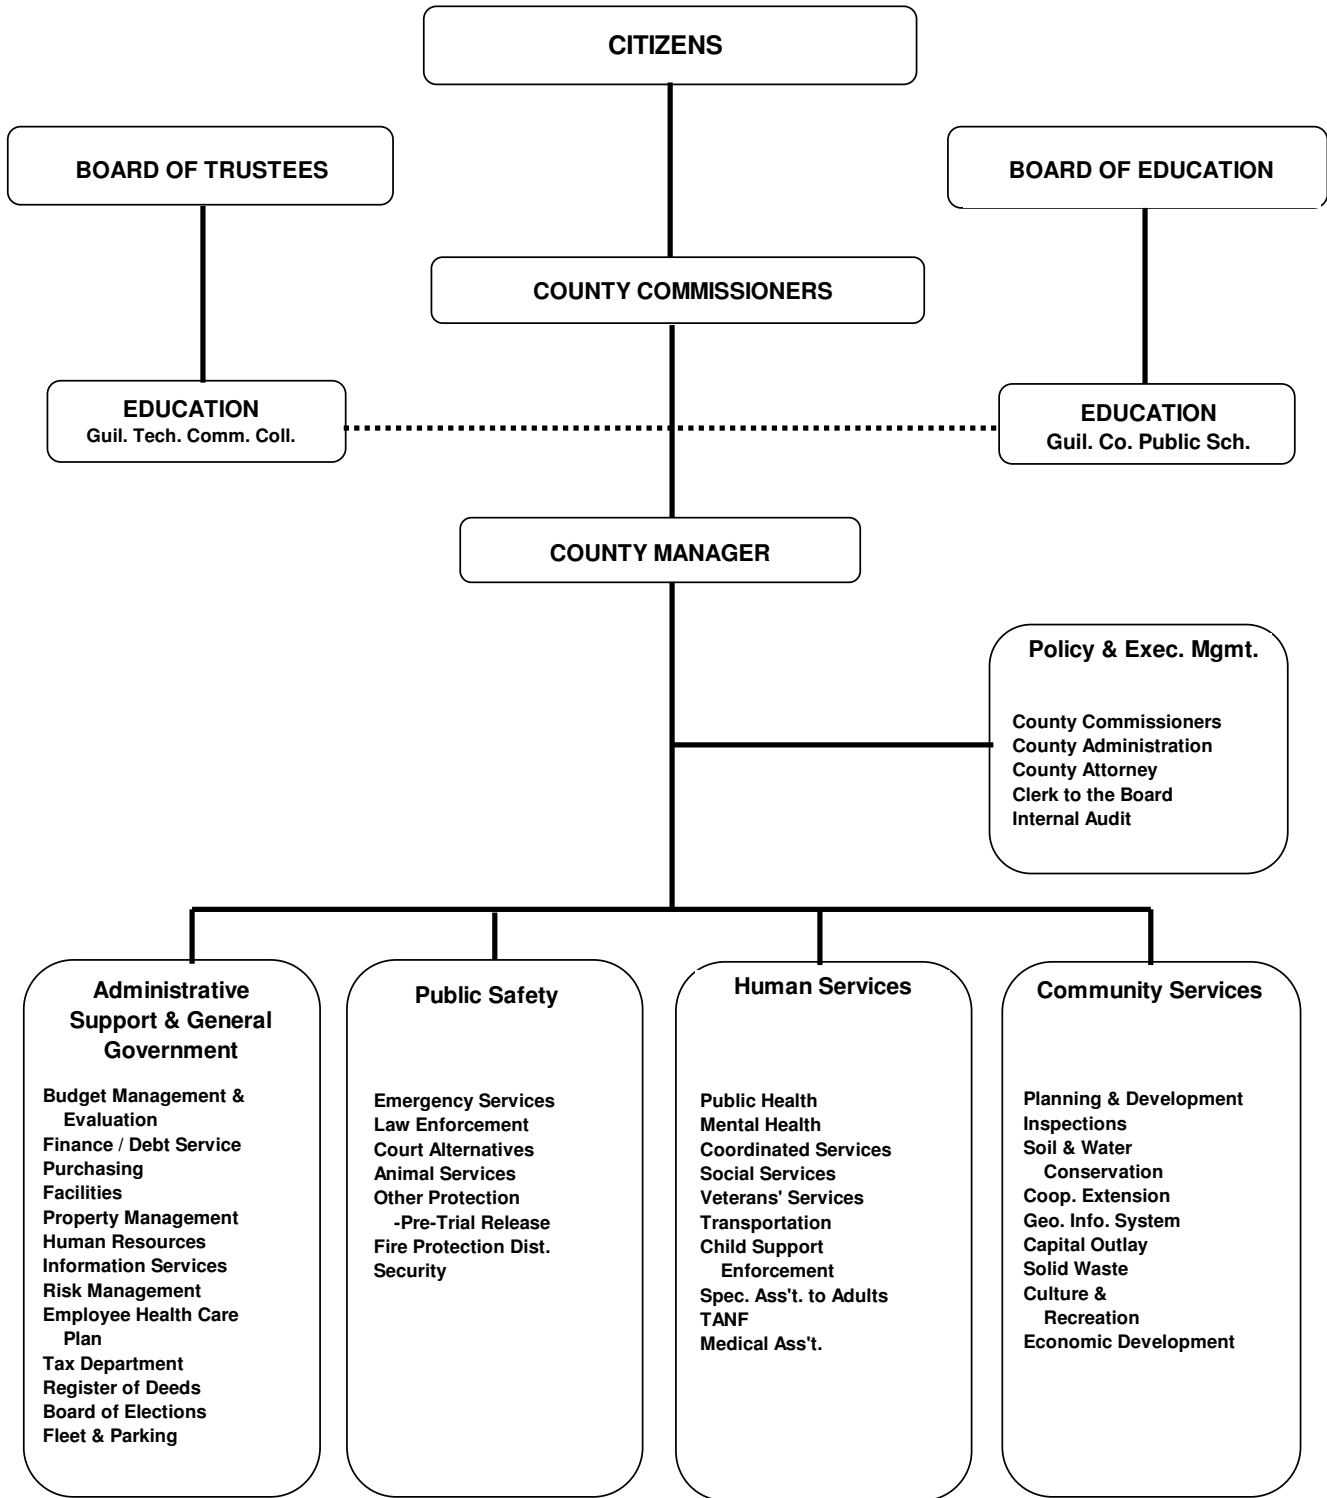 CITIZENS
BOARD OF TRUSTEES
BOARD OF EDUCATION
COUNTY COMMISSIONERS
EDUCATION
Guil. Tech. Comm. Coll.
EDUCATION
Guil. Co. Public Sch.
COUNTY MANAGER
Policy & Exec. Mgmt.
County Commissioners
County Administration
County Attorney
Clerk to the Board
Internal Audit
Administrative
Support & General
Government
Budget Management &
Evaluation
Finance / Debt Service
Purchasing
Facilities
Property Management
Human Resources
Information Services
Risk Management
Employee Health Care
Plan
Tax Department
Register of Deeds
Board of Elections
Fleet & Parking
Public Safety
Emergency Services
Law Enforcement
Court Alternatives
Animal Services
Other Protection
-Pre-Trial Release
Fire Protection Dist.
Security
Human Services
Public Health
Mental Health
Coordinated Services
Social Services
Veterans' Services
Transportation
Child Support
Enforcement
Spec. Ass't. to Adults
TANF
Medical Ass't.
Community Services
Planning & Development
Inspections
Soil & Water
Conservation
Coop. Extension
Geo. Info. System
Capital Outlay
Solid Waste
Culture &
Recreation
Economic Development